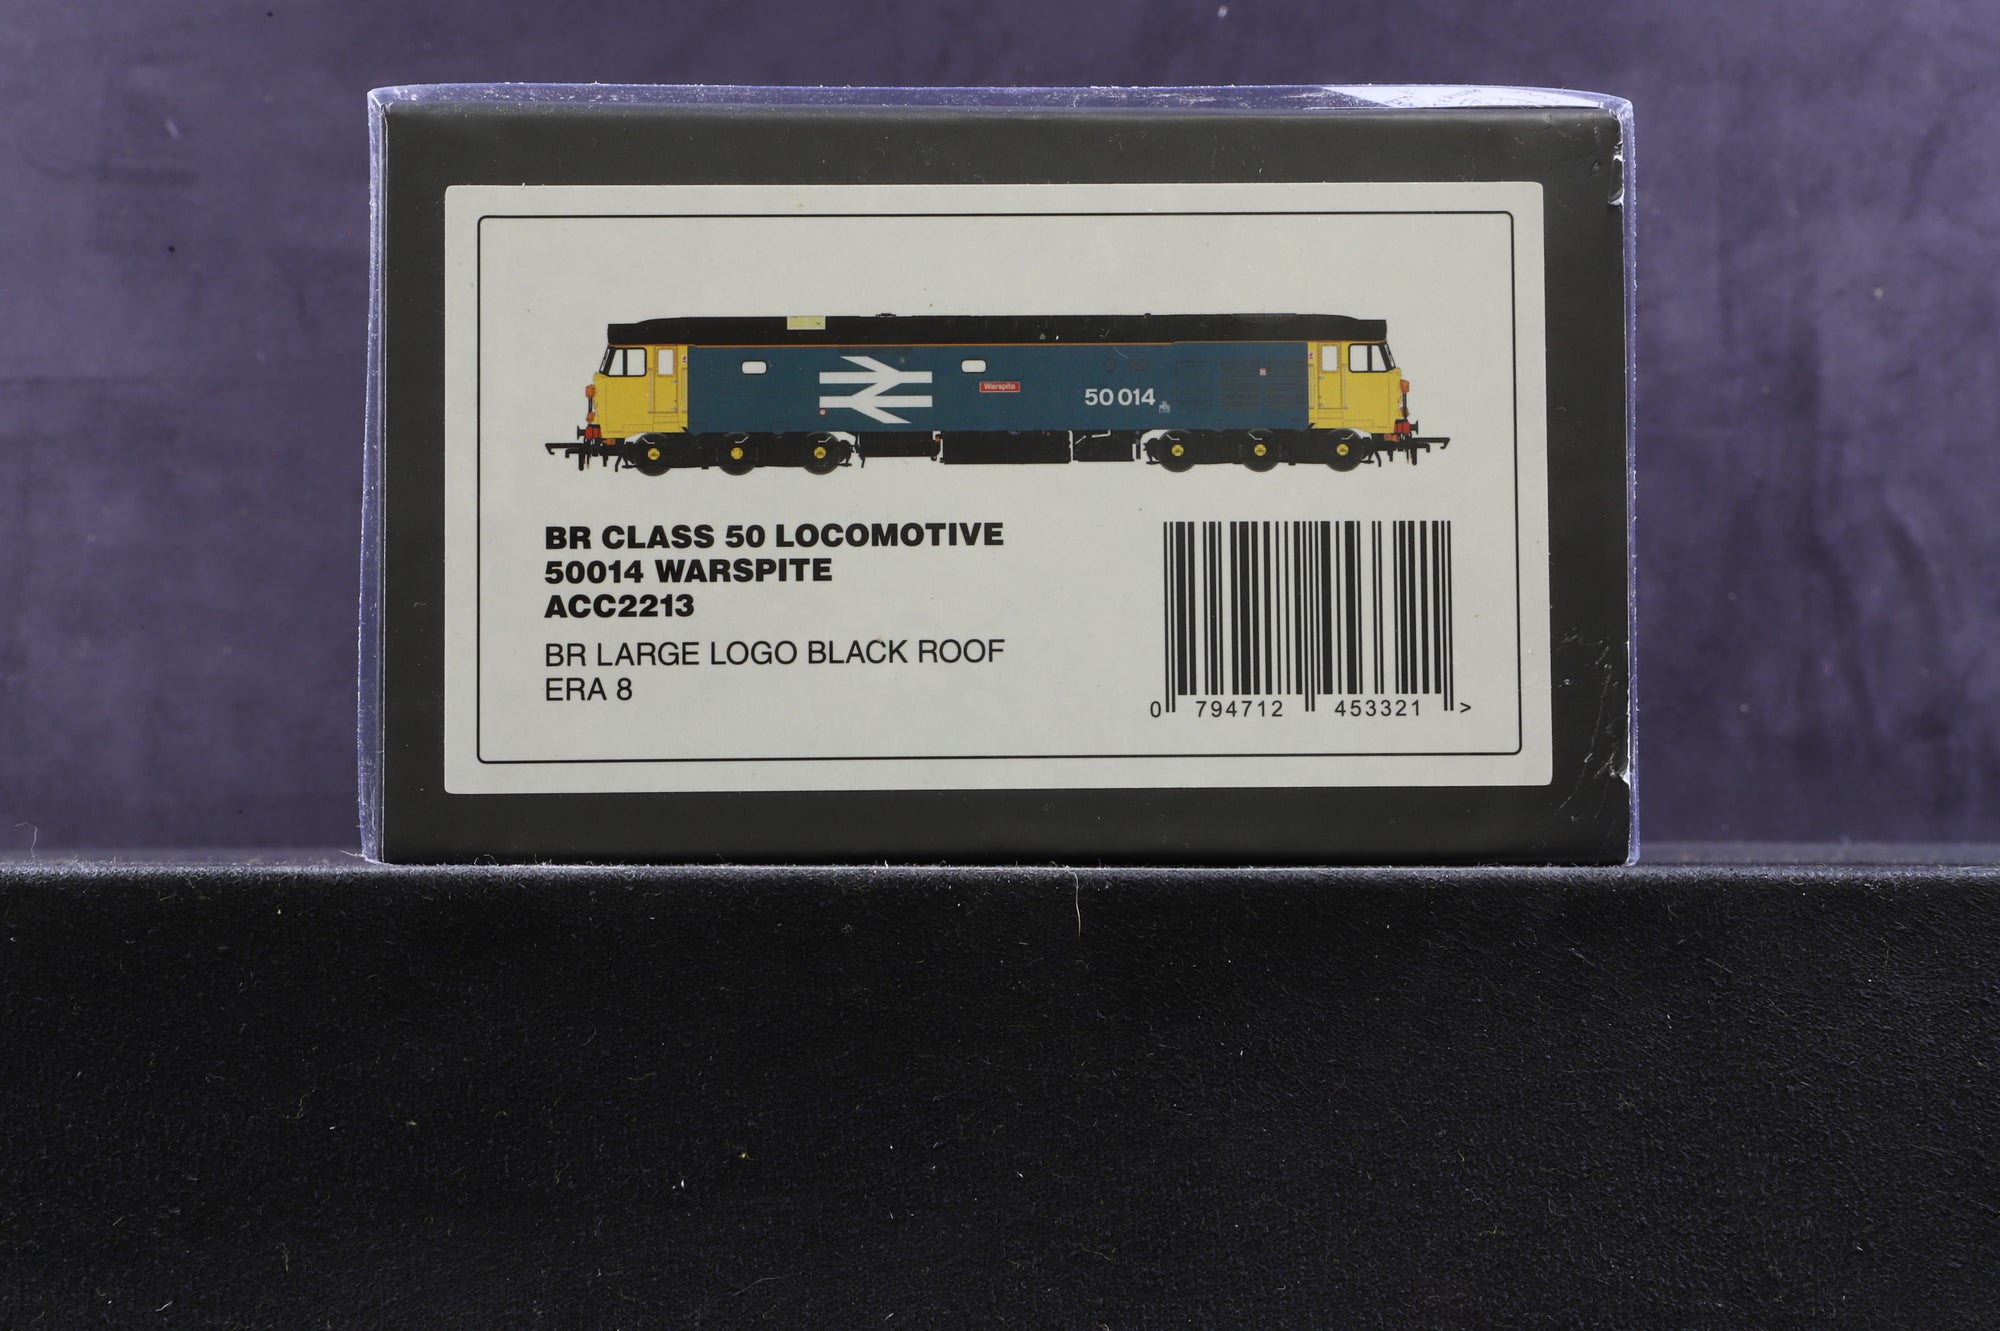 Warspite
50 014
BR CLASS 50 LOCOMOTIVE
50014 WARSPITE
ACC2213
BR LARGE LOGO BLACK ROOF
ERA 8
0 794712 453321 >